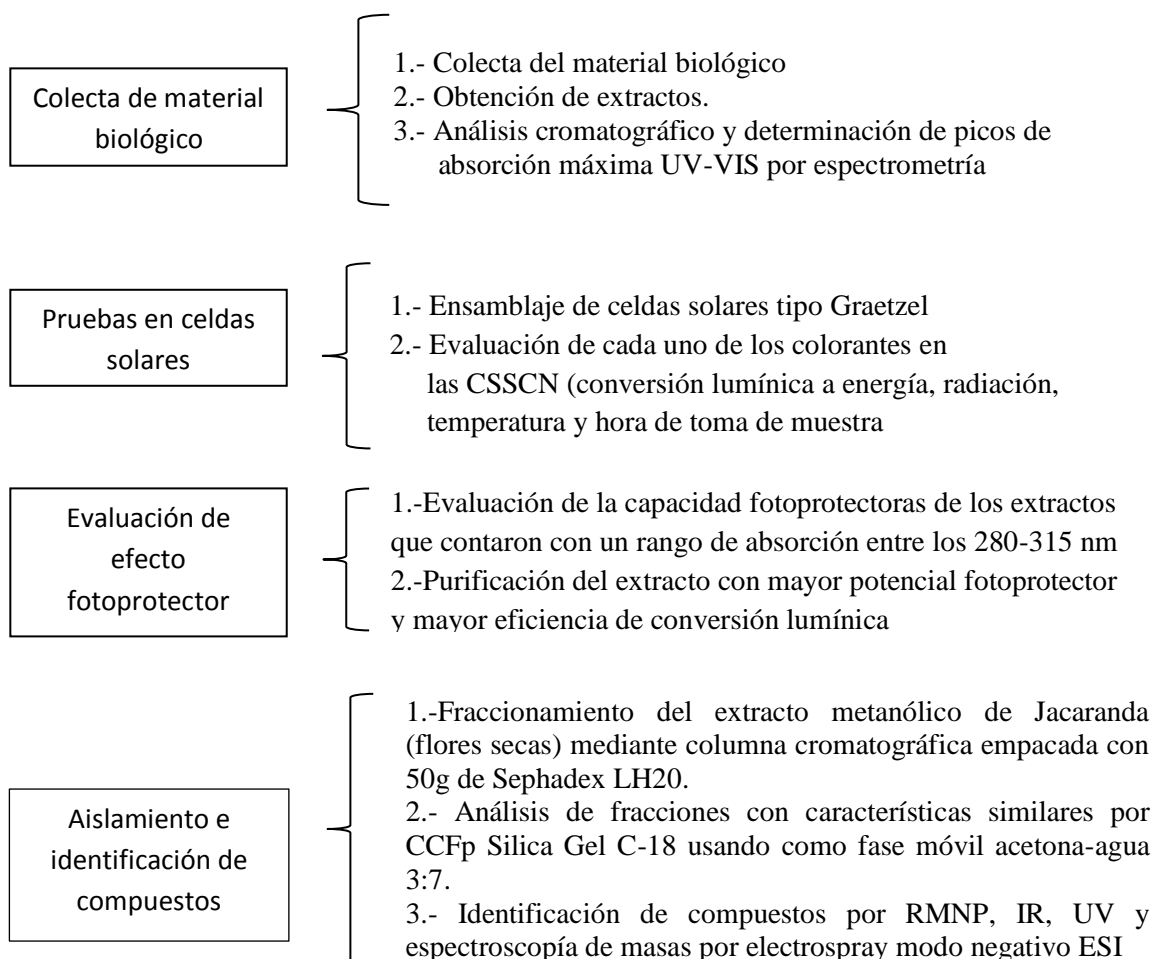 Colecta de material
biológico
1.- Colecta del material biológico
2.- Obtención de extractos.
3.- Análisis cromatográfico y determinación de picos de
absorción máxima UV-VIS por espectrometría
Pruebas en celdas
solares
1.- Ensamblaje de celdas solares tipo Graetzel
2.- Evaluación de cada uno de los colorantes en
las CSSCN (conversión lumínica a energía, radiación,
temperatura y hora de toma de muestra
Evaluación de
efecto
fotoprotector
1.-Evaluación de la capacidad fotoprotectoras de los extractos
que contaron con un rango de absorción entre los 280-315 nm
2.-Purificación del extracto con mayor potencial fotoprotector
y mayor eficiencia de conversión lumínica
Aislamiento e
identificación de
compuestos
1.-Fraccionamiento del extracto metanólico de Jacaranda
(flores secas) mediante columna cromatográfica empacada con
50g de Sephadex LH20.
2.- Análisis de fracciones con características similares por
CCFp Silica Gel C-18 usando como fase móvil acetona-agua
3:7.
3.- Identificación de compuestos por RMNP, IR, UV y
espectroscopía de masas por electrospray modo negativo ESI